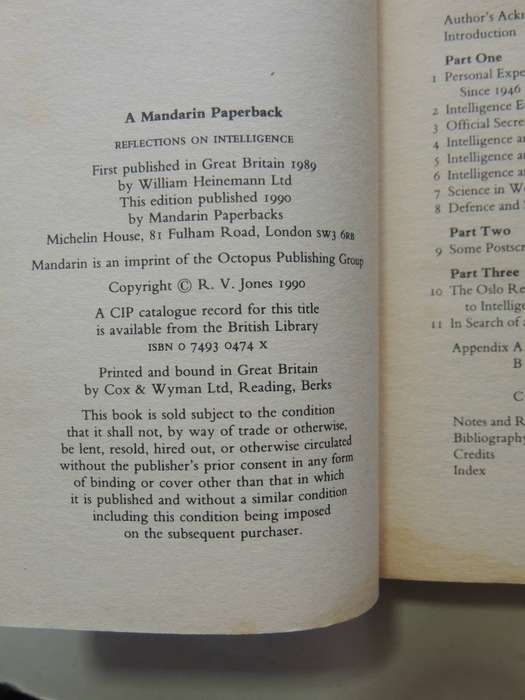 A Mandarin Paperback
REFLECTIONS ON INTELLIGENCE
First published in Great Britain 1989
by William Heinemann Ltd
This edition published 1990
by Mandarin Paperbacks
Michelin House, 81 Fulham Road, London SW3 6RB
Mandarin is an imprint of the Octopus Publishing Group
Copyright © R. V. Jones 1990
A CIP catalogue record for this title
is available from the British Library
ISBN 0 7493 0474 X
Printed and bound in Great Britain
by Cox & Wyman Ltd, Reading, Berks
This book is sold subject to the condition
that it shall not, by way of trade or otherwise,
be lent, resold, hired out, or otherwise circulated
without the publisher's prior consent in any form
of binding or cover other than that in which
it is published and without a similar condition
including this condition being imposed
on the subsequent purchaser.
Author's
Introduction
Part One
1 Personal
Since 1946
2 Intelligence
3 Official
4 Intelligence
5 Intelligence
6 Intelligence
7 Science in
8 Defence and
Part Two
9 Some
Part Three
10 The Oslo
to
11 In Search of
Appendix A
B
C
Notes and
Bibliography
Credits
Index